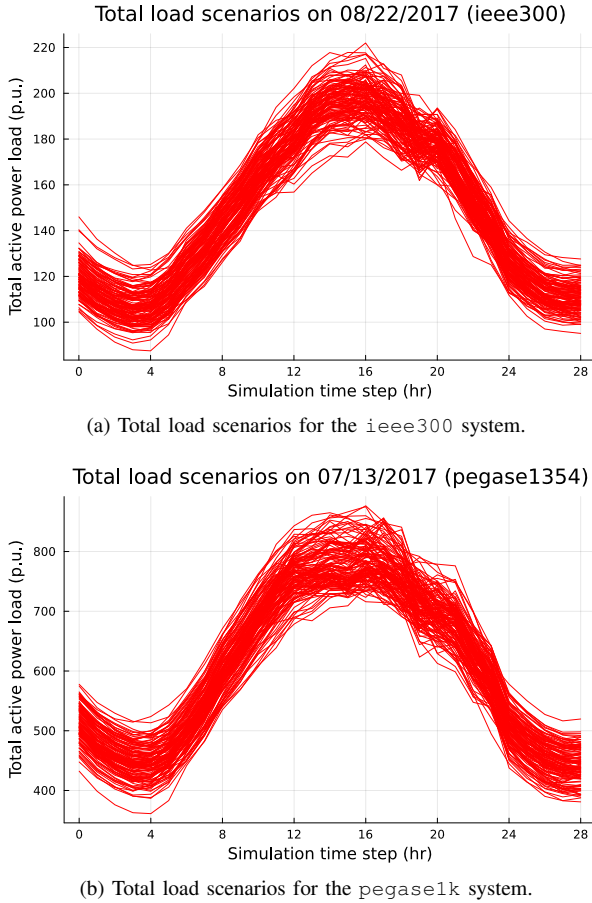 Total load scenarios on 08/22/2017 (ieee300)
Total active power load (p.u.)
220
200
180
160
140
120
100
0 4 8 12 16 20 24 28
Simulation time step (hr)
(a) Total load scenarios for the ieee300 system.
Total load scenarios on 07/13/2017 (pegase1354)
Total active power load (p.u.)
800
700
600
500
400
0 4 8 12 16 20 24 28
Simulation time step (hr)
(b) Total load scenarios for the pegase1k system.